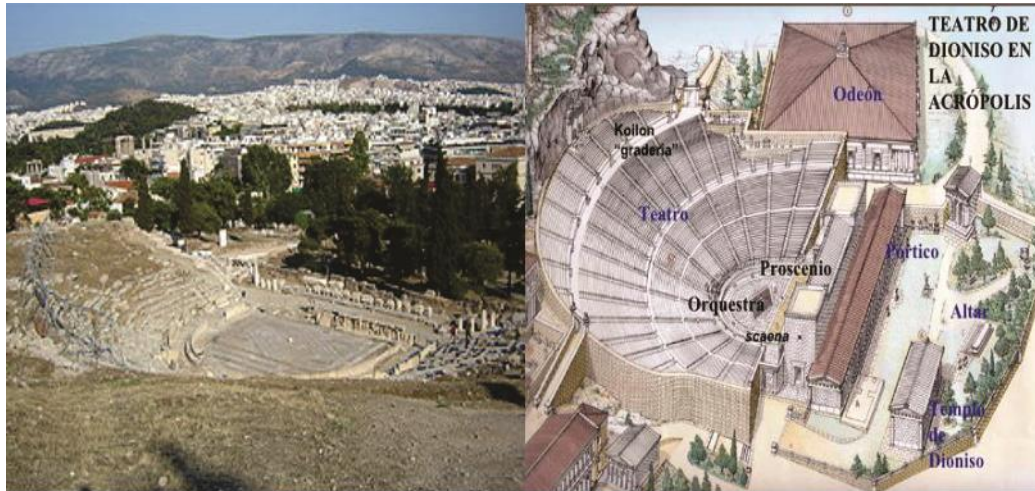 TEATRO DE
DIONISO EN
LA
ACRÓPOLIS
Odeón
Koilon
"gradería"
Teatro
Pórtico
Proscenio
Orquestra
Altar
scaena
Templo
de
Dioniso